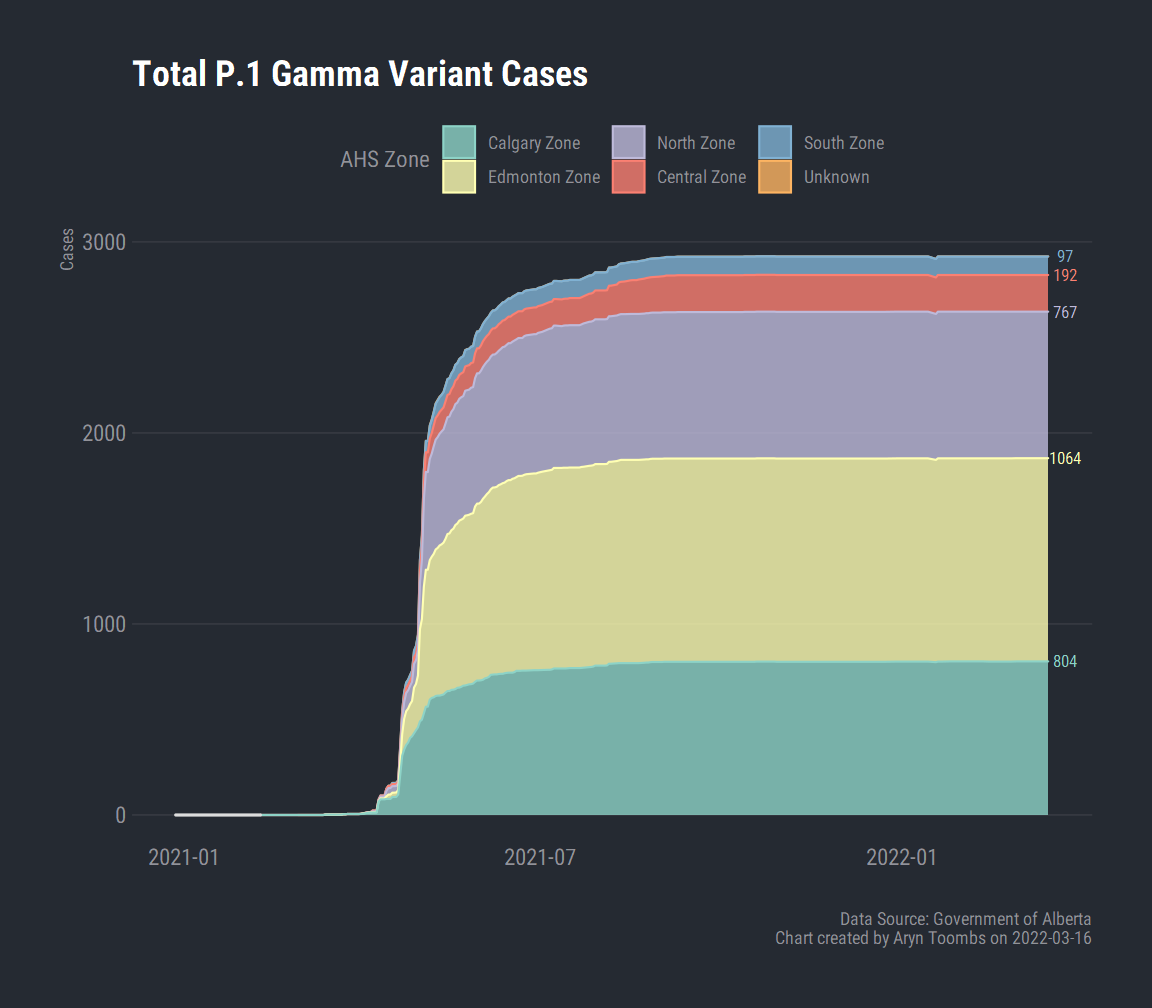 Total P.1 Gamma Variant Cases
AHS Zone
Calgary Zone
North Zone
South Zone
Edmonton Zone
Central Zone
Unknown
Cases
3000
2000
1000
0
97
192
767
1064
804
2021-01
2021-07
2022-01
Data Source: Government of Alberta
Chart created by Aryn Toombs on 2022-03-16